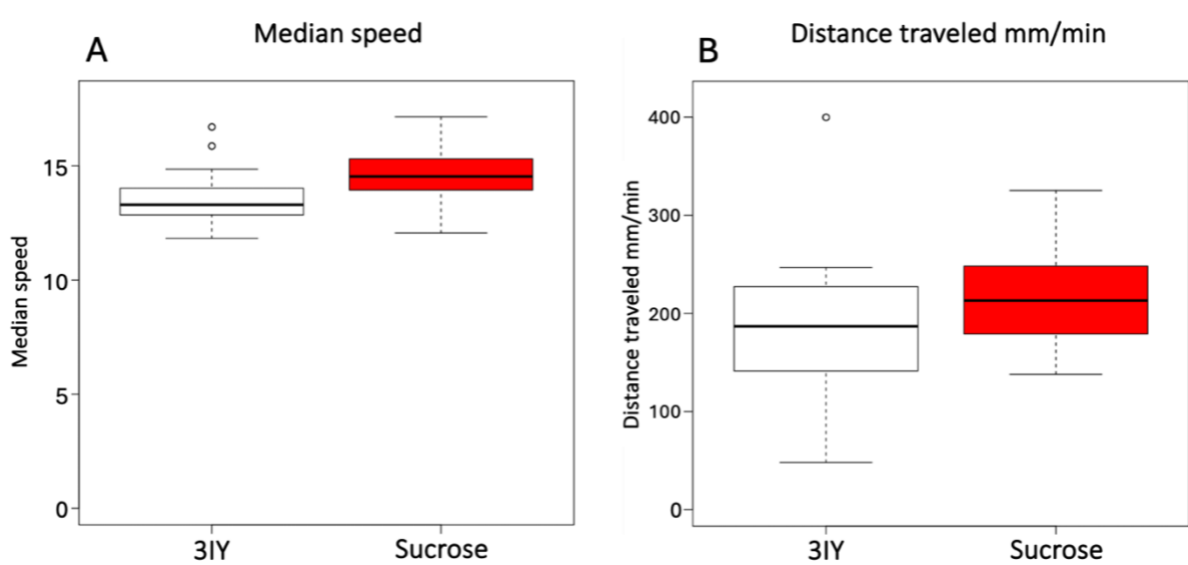 A
Median speed
Median speed
15
10
5
0
3IY
Sucrose
B
Distance traveled mm/min
Distance traveled mm/min
400
300
200
100
0
3IY
Sucrose